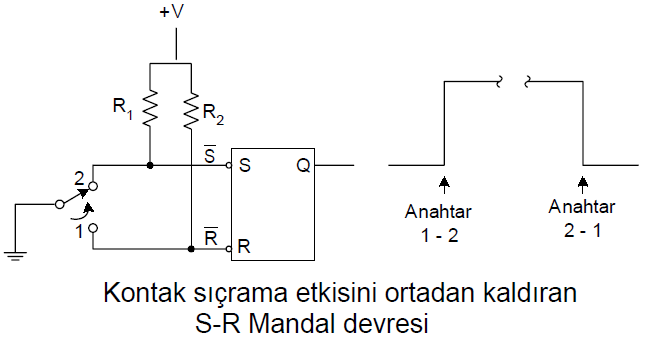 +V
R1
R2
2
S
S
Q
1
R
R
Anahtar
1 - 2
Anahtar
2 - 1
Kontak sıçrama etkisini ortadan kaldıran
S-R Mandal devresi